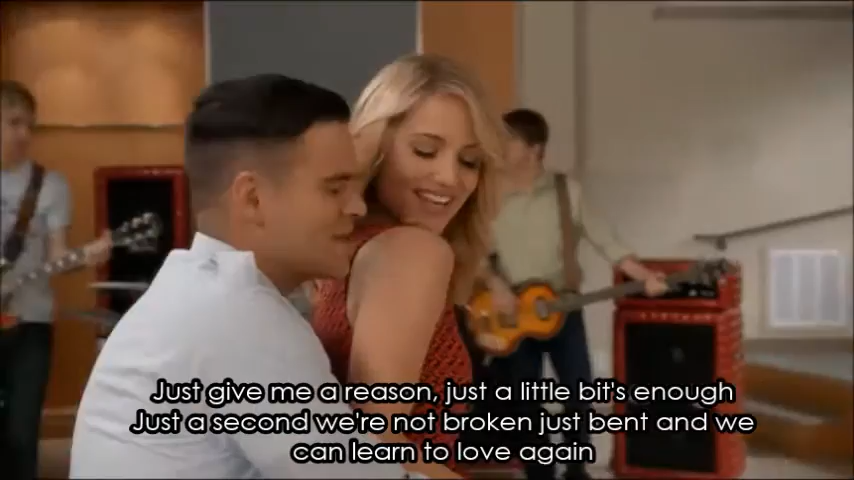 Just give me a reason, just a little bit's enough
Just a second we're not broken just bent and we
can learn to love again